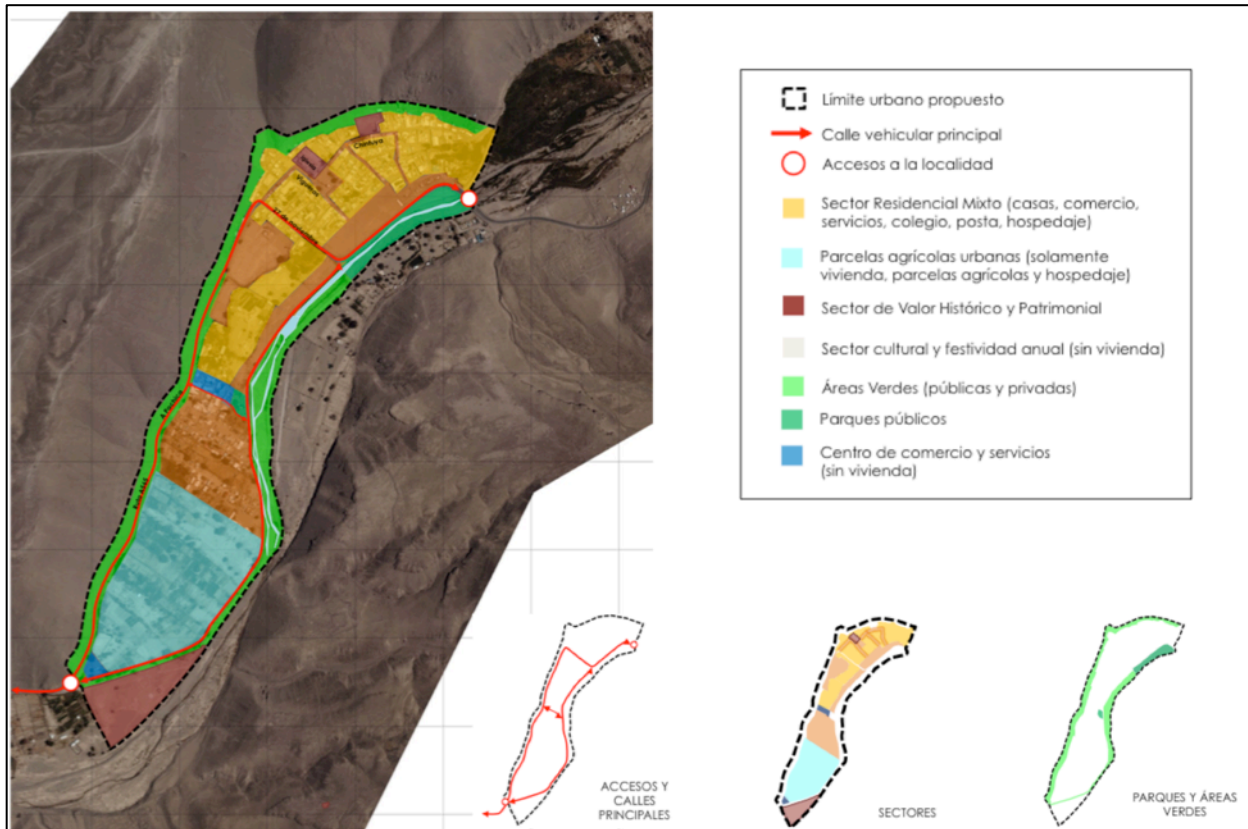 Límite urbano propuesto
Calle vehicular principal
Accesos a la localidad
Sector Residencial Mixto (casas, comercio,
servicios, colegio, posta, hospedaje)
Parcelas agrícolas urbanas (solamente
vivienda, parcelas agrícolas y hospedaje)
Sector de Valor Histórico y Patrimonial
Sector cultural y festividad anual (sin vivienda)
Áreas Verdes (públicas y privadas)
Parques públicos
Centro de comercio y servicios
(sin vivienda)
ACCESOS Y
CALLES
PRINCIPALES
SECTORES
PARQUES Y ÁREAS
VERDES